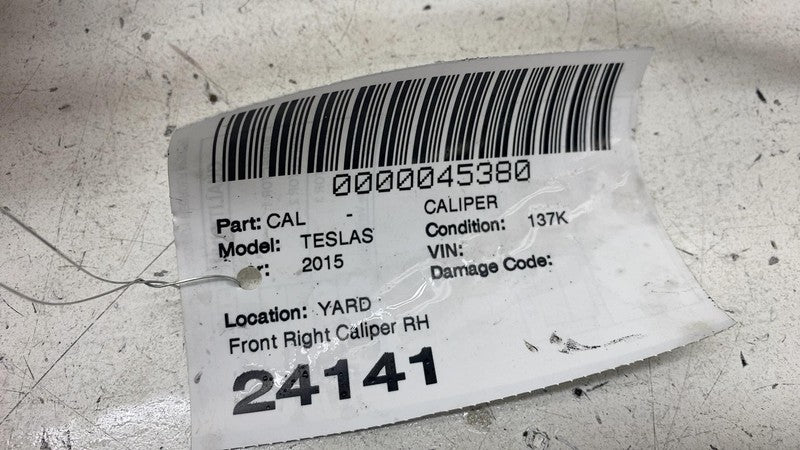 0000045380
Part: CAL - CALIPER
Model: TESLAS Condition: 137K
r: 2015 VIN:
Damage Code:
Location: YARD
Front Right Caliper RH
24141